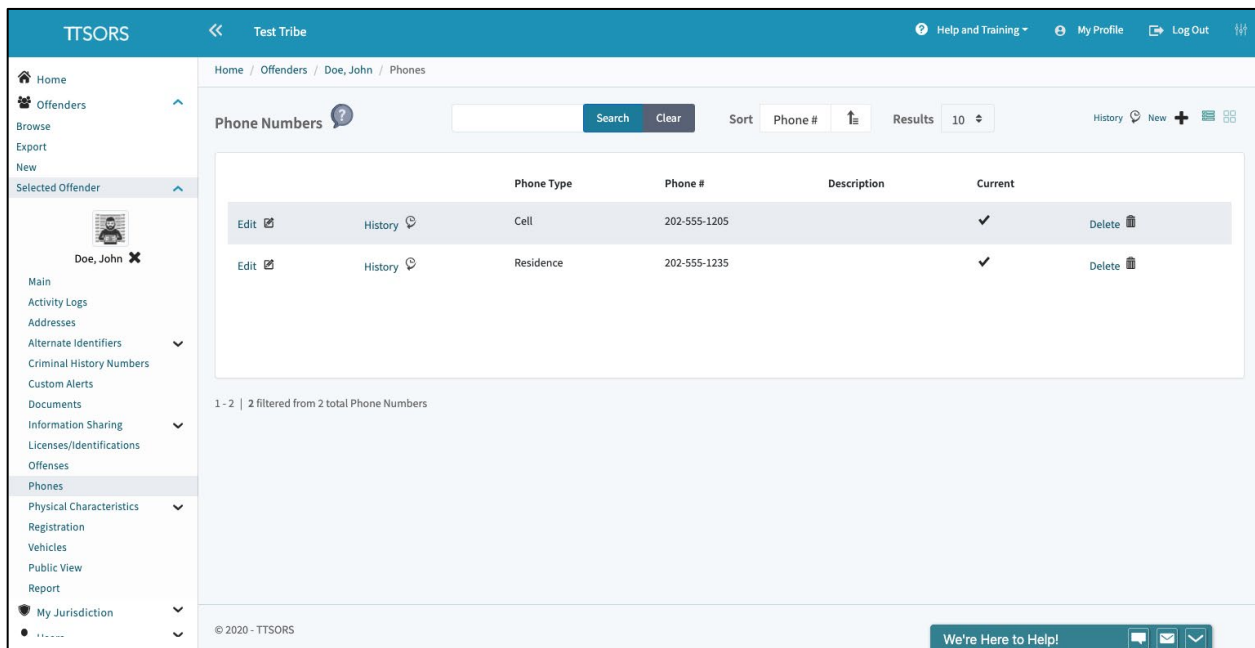 TTSORS
Test Tribe
Help and Training
My Profile
Log Out
Home
Offenders
Browse
Export
New
Selected Offender
Doe, John
Main
Activity Logs
Addresses
Alternate Identifiers
Criminal History Numbers
Custom Alerts
Documents
Information Sharing
Licenses/Identifications
Offenses
Phones
Physical Characteristics
Registration
Vehicles
Public View
Report
My Jurisdiction
Home / Offenders / Doe, John / Phones
Phone Numbers ? Search Clear Sort Phone # Results 10 History New
Phone Type Phone # Description Current
Edit History Cell 202-555-1205 Delete
Edit History Residence 202-555-1235 Delete
1 - 2 | 2 filtered from 2 total Phone Numbers
© 2020 - TTSORS
We're Here to Help!